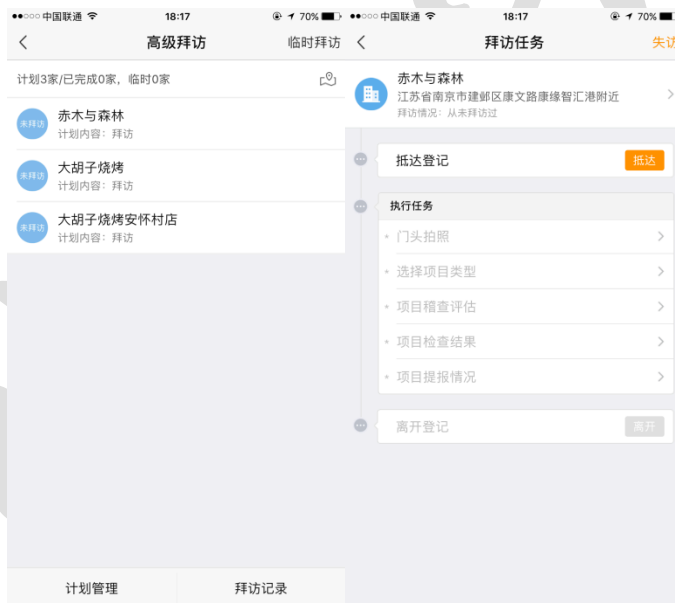 中国联通 18:17 70%
高级拜访 临时拜访
计划3家/已完成0家，临时0家
未拜访
赤木与森林
计划内容：拜访
未拜访
大胡子烧烤
计划内容：拜访
未拜访
大胡子烧烤安怀村店
计划内容：拜访
计划管理 拜访记录
中国联通 18:17 70%
拜访任务 失访
赤木与森林
江苏省南京市建邺区康文路康缘智汇港附近
拜访情况：从未拜访过
抵达登记 抵达
执行任务
门头拍照
选择项目类型
项目稽查评估
项目检查结果
项目提报情况
离开登记 离开